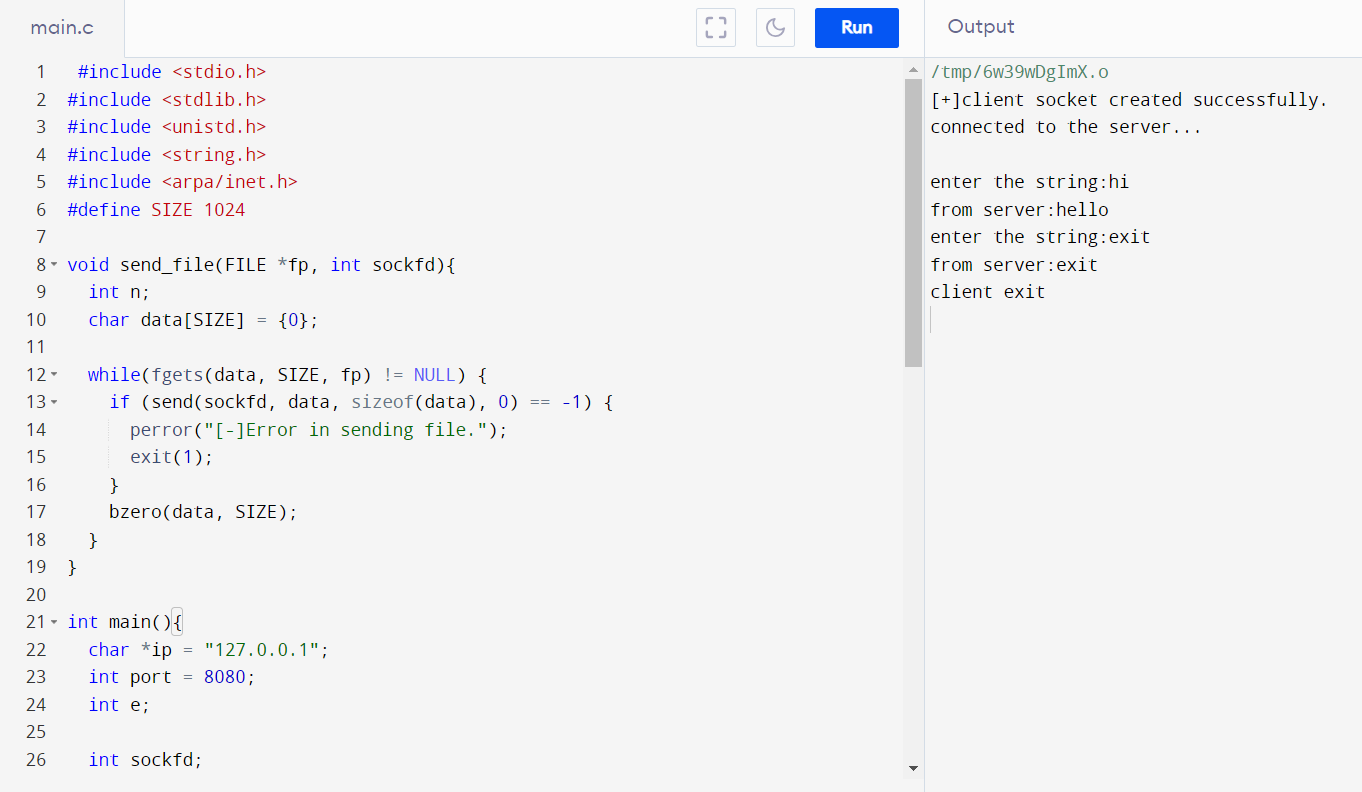 main.c
Run
Output
1 #include <stdio.h>
2 #include <stdlib.h>
3 #include <unistd.h>
4 #include <string.h>
5 #include <arpa/inet.h>
6 #define SIZE 1024
7
8 void send_file(FILE *fp, int sockfd){
9 int n;
10 char data[SIZE] = {0};
11
12 while(fgets(data, SIZE, fp) != NULL) {
13 if (send(sockfd, data, sizeof(data), 0) == -1) {
14 perror("[-]Error in sending file.");
15 exit(1);
16 }
17 bzero(data, SIZE);
18 }
19 }
20
21 int main(){
22 char *ip = "127.0.0.1";
23 int port = 8080;
24 int e;
25
26 int sockfd;
/tmp/6w39wDgImX.o
[+]client socket created successfully.
connected to the server...
enter the string:hi
from server:hello
enter the string:exit
from server:exit
client exit